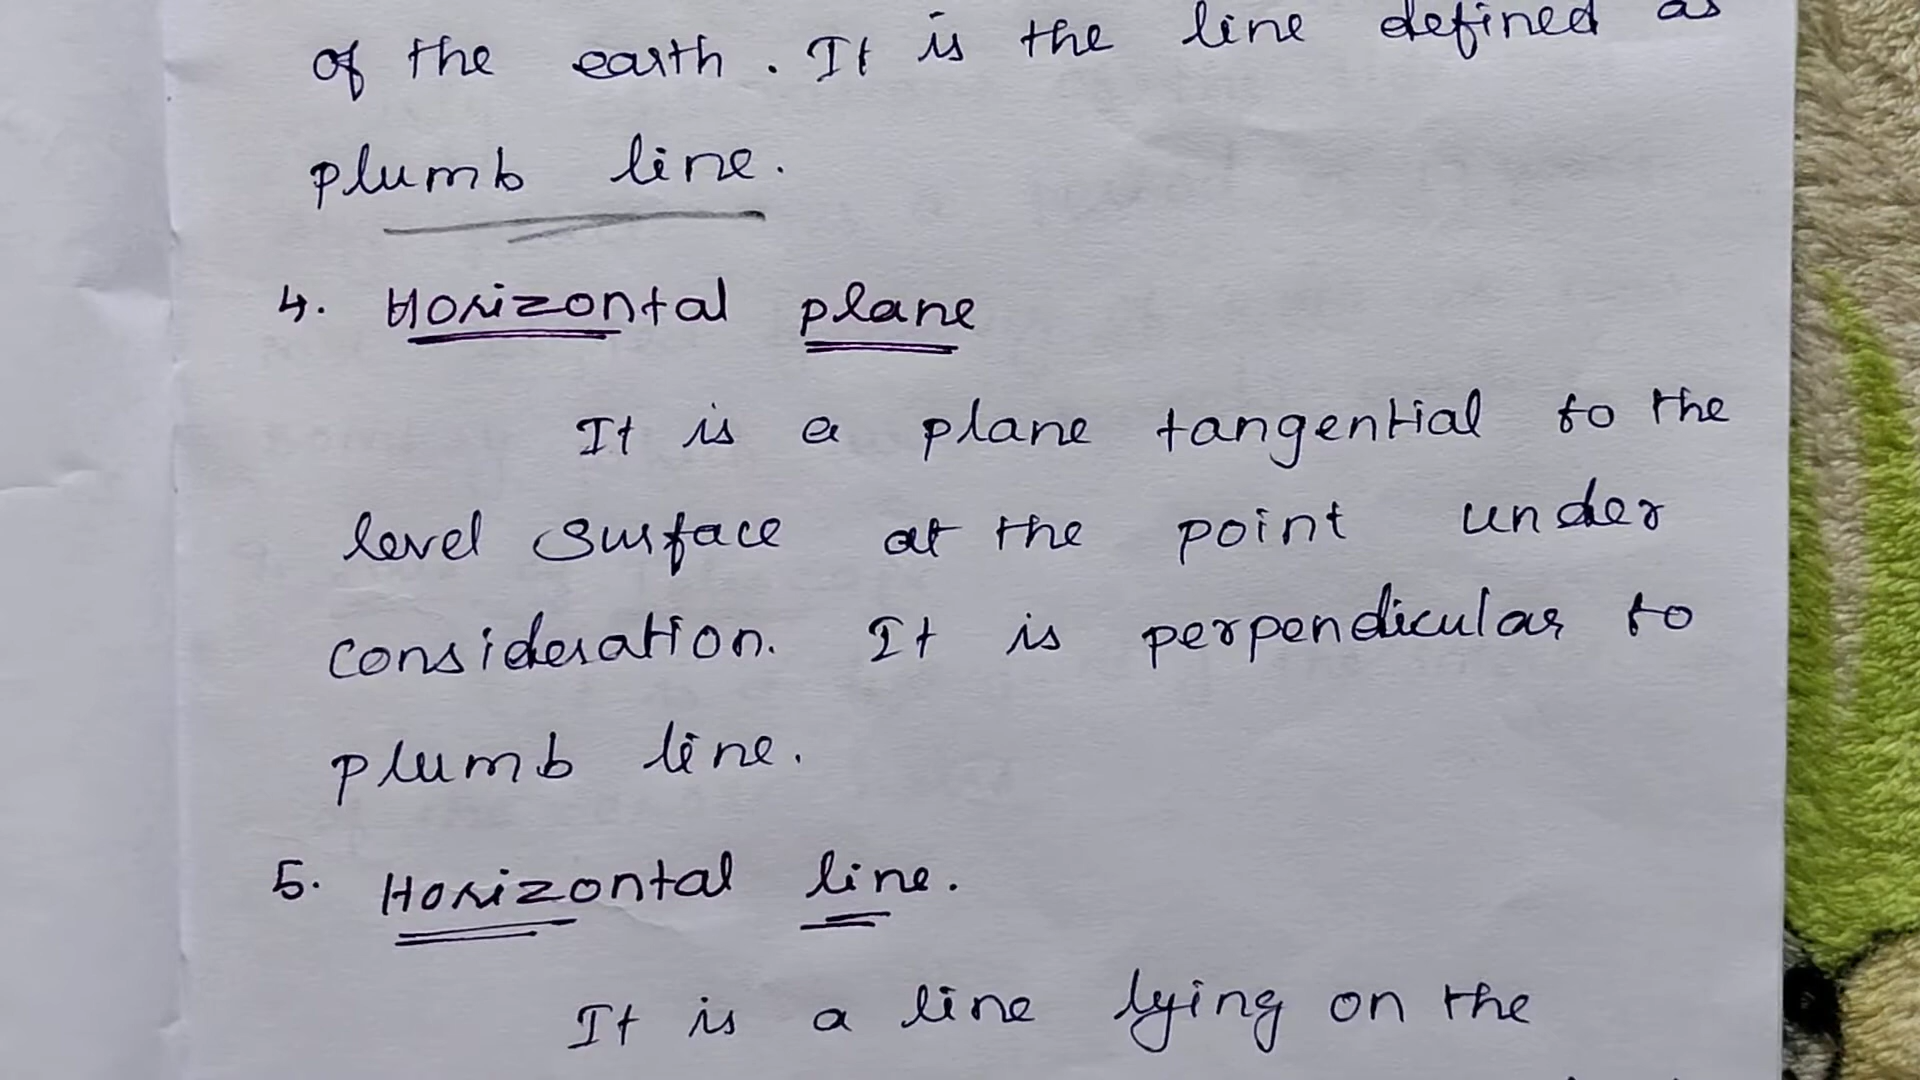 of the earth. It is the line defined as
plumb line.
4. Horizontal plane
It is a plane tangential to the
level surface at the point under
consideration. It is perpendicular to
plumb line.
5. Horizontal line.
It is a line lying on the